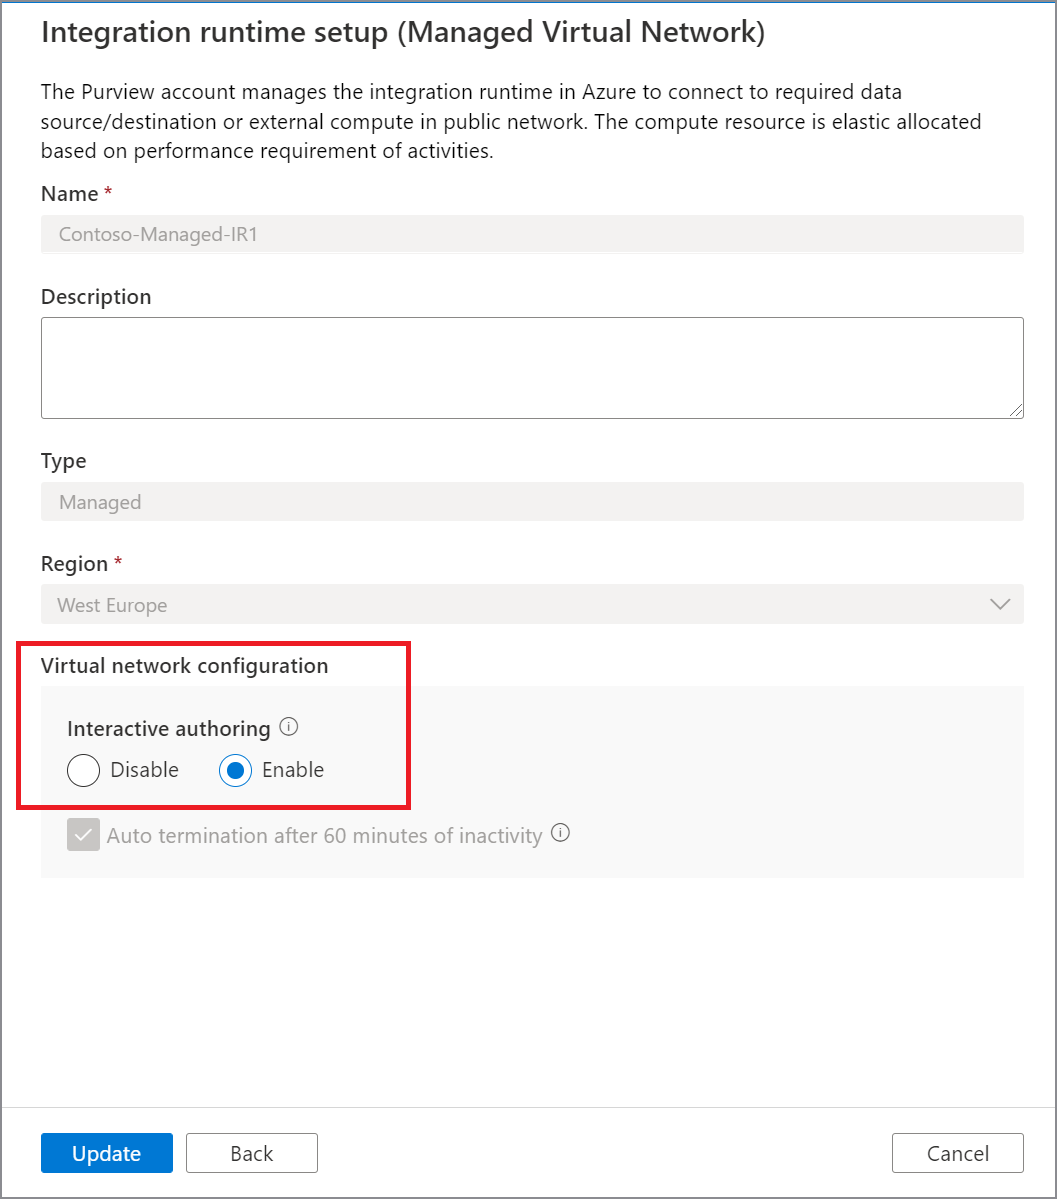 Integration runtime setup (Managed Virtual Network)
The Purview account manages the integration runtime in Azure to connect to required data
source/destination or external compute in public network. The compute resource is elastic allocated
based on performance requirement of activities.
Name *
Contoso-Managed-IR1
Description
Type
Managed
Region *
West Europe
Virtual network configuration
Interactive authoring
Disable Enable
Auto termination after 60 minutes of inactivity
Update Back Cancel